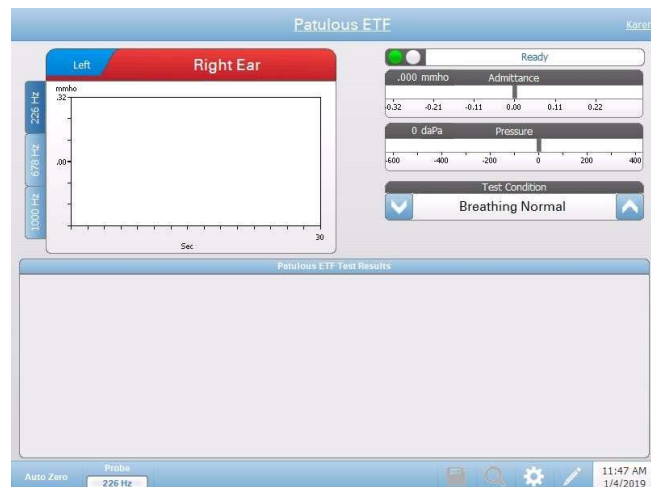 Patulous ETF
Karen
Left
Right Ear
Ready
226 Hz
678 Hz
1000 Hz
mmho
.32
.00
30
Sec
.000 mmho Admittance
-0.32 -0.21 -0.11 0.00 0.11 0.22
0 daPa Pressure
-600 -400 -200 0 200 400
Test Condition
Breathing Normal
Patulous ETF Test Results
Auto Zero
Probe
226 Hz
11:47 AM
1/4/2019